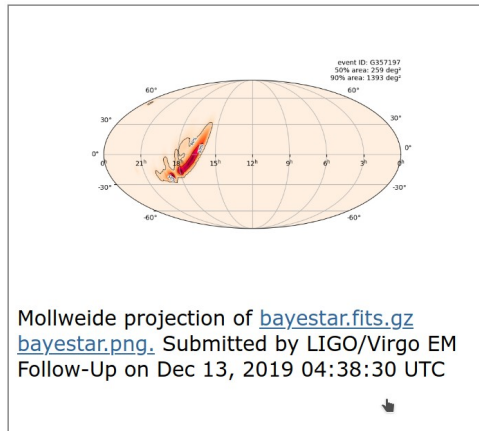 event ID: G357197
50% area: 259 deg²
90% area: 1393 deg²
60° 60°
30° 30°
0° 0°
0ʰ 21ʰ 18ʰ 15ʰ 12ʰ 9ʰ 6ʰ 3ʰ 0ʰ
-30° -30°
-60° -60°
Mollweide projection of bayestar.fits.gz
bayestar.png. Submitted by LIGO/Virgo EM
Follow-Up on Dec 13, 2019 04:38:30 UTC